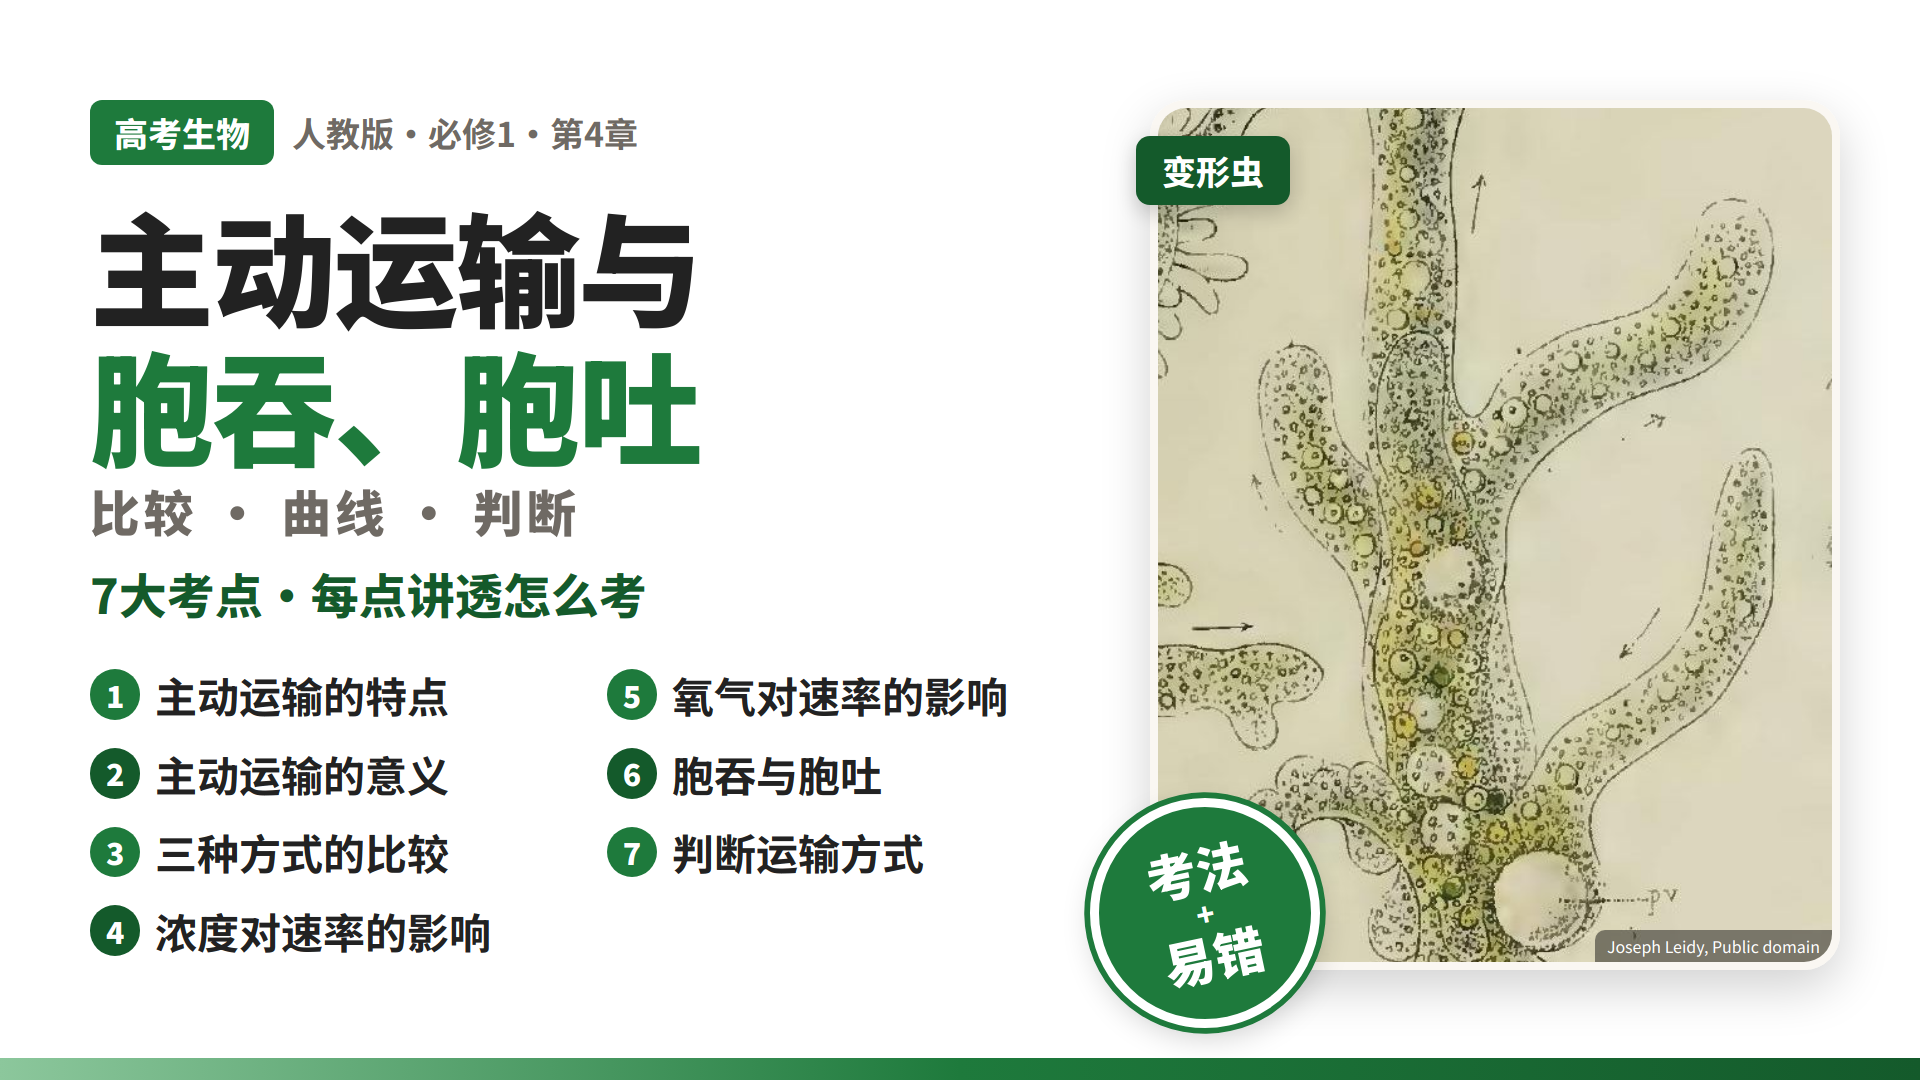 高考生物
人教版・必修1・第4章
主动运输与
胞吞、胞吐
比较 · 曲线 · 判断
7大考点・每点讲透怎么考
1 主动运输的特点
2 主动运输的意义
3 三种方式的比较
4 浓度对速率的影响
5 氧气对速率的影响
6 胞吞与胞吐
7 判断运输方式
变形虫
pv
考法
+
易错
Joseph Leidy, Public domain